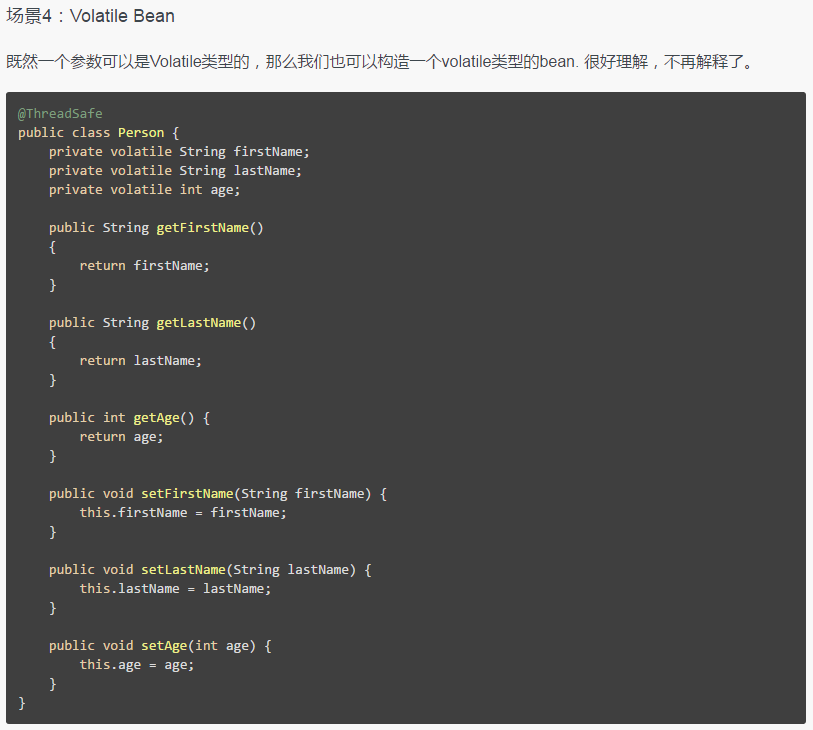 场景4：Volatile Bean
既然一个参数可以是Volatile类型的，那么我们也可以构造一个volatile类型的bean. 很好理解，不再解释了。
@ThreadSafe
public class Person {
    private volatile String firstName;
    private volatile String lastName;
    private volatile int age;

    public String getFirstName()
    {
        return firstName;
    }

    public String getLastName()
    {
        return lastName;
    }

    public int getAge() {
        return age;
    }

    public void setFirstName(String firstName) {
        this.firstName = firstName;
    }

    public void setLastName(String lastName) {
        this.lastName = lastName;
    }

    public void setAge(int age) {
        this.age = age;
    }
}